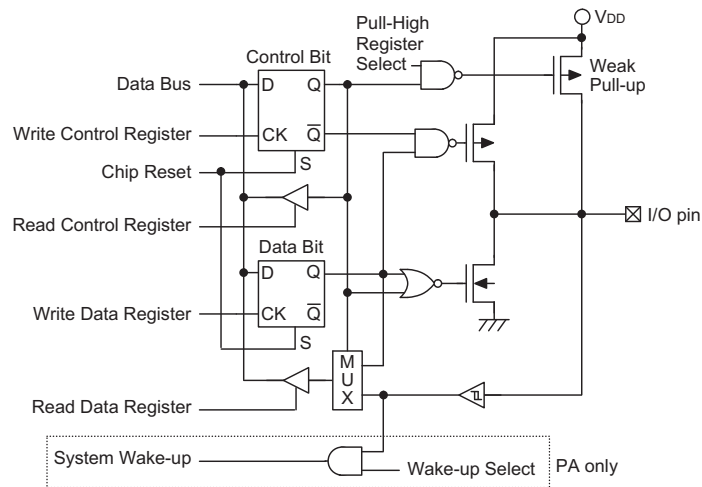 VDD
Pull-High
Register
Select
Control Bit
Weak
Pull-up
Data Bus
D
Q
Write Control Register
CK
Q
Chip Reset
S
I/O pin
Read Control Register
Data Bit
D
Q
Write Data Register
CK
Q
S
M
U
X
Read Data Register
System Wake-up
Wake-up Select
PA only